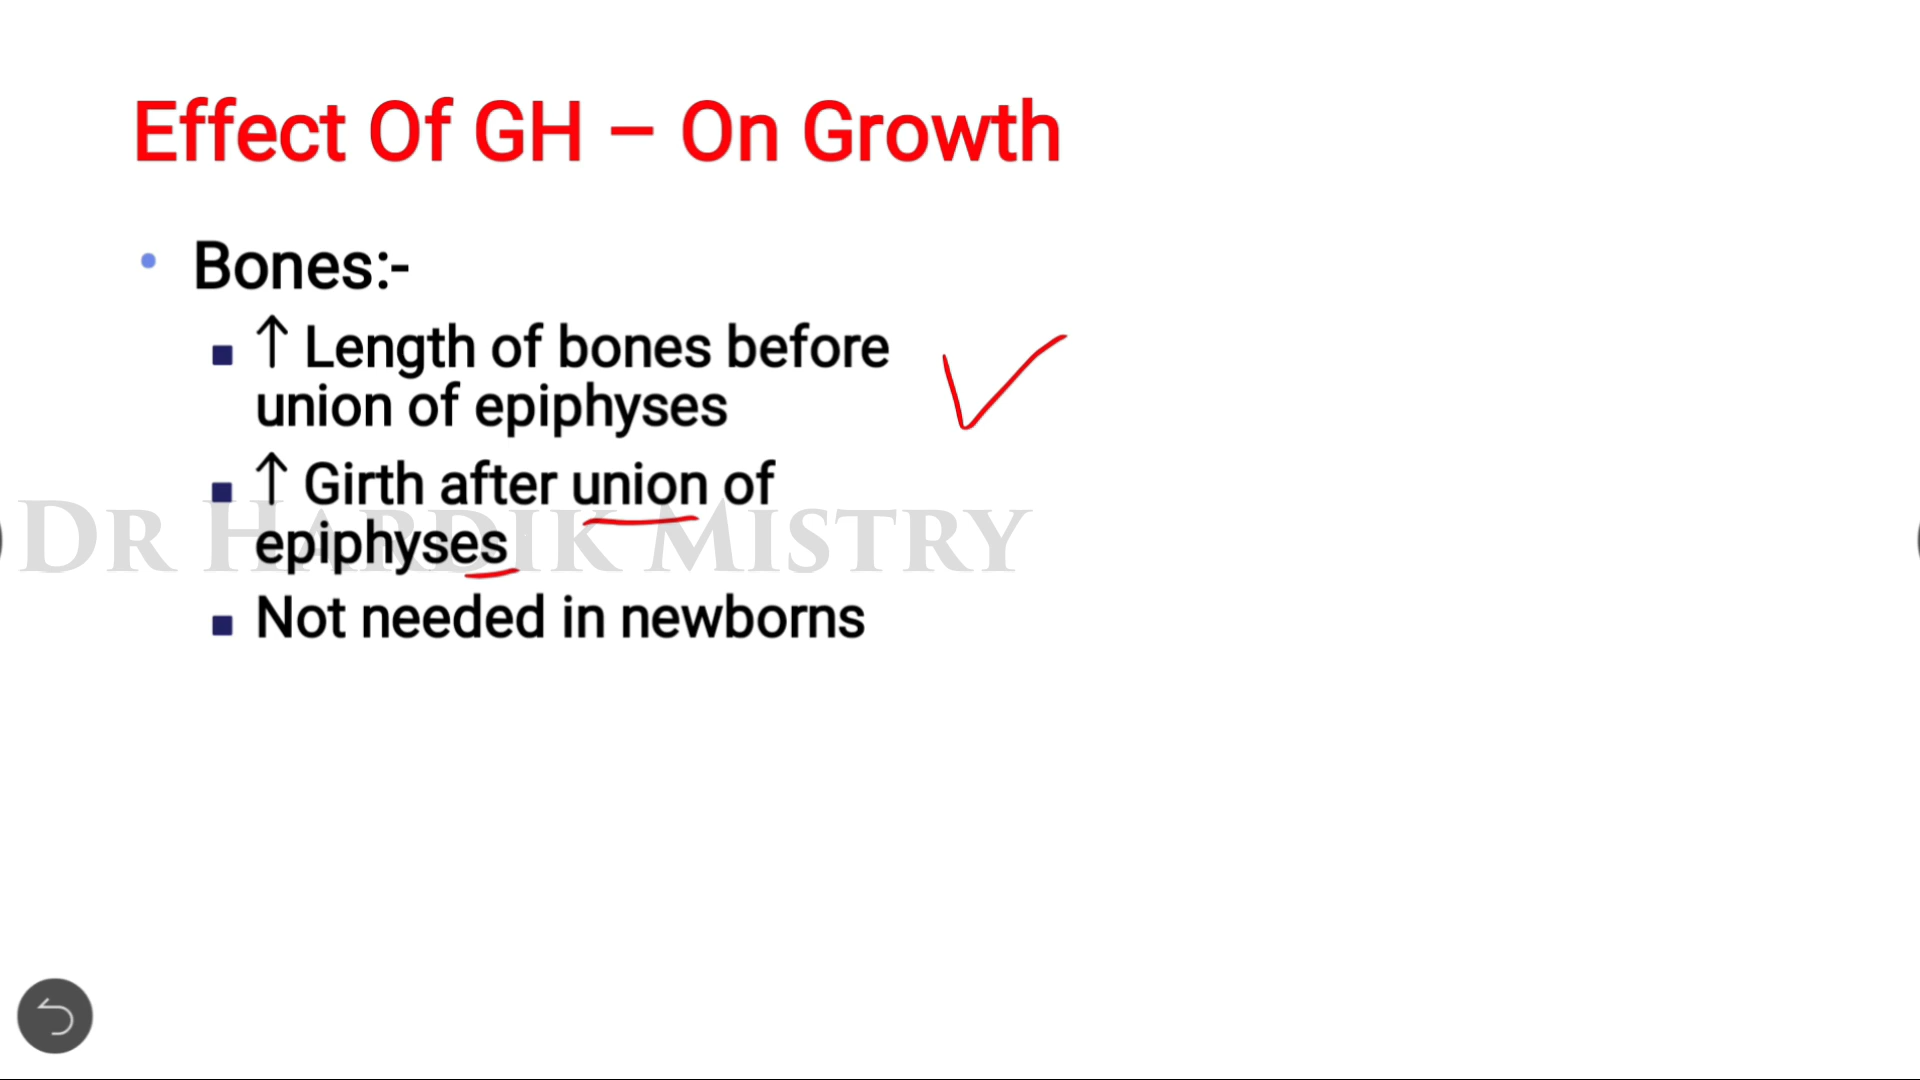 Effect Of GH – On Growth
• Bones:-
▪ ↑ Length of bones before
union of epiphyses
▪ ↑ Girth after union of
epiphyses
▪ Not needed in newborns
DR HARDIK MISTRY